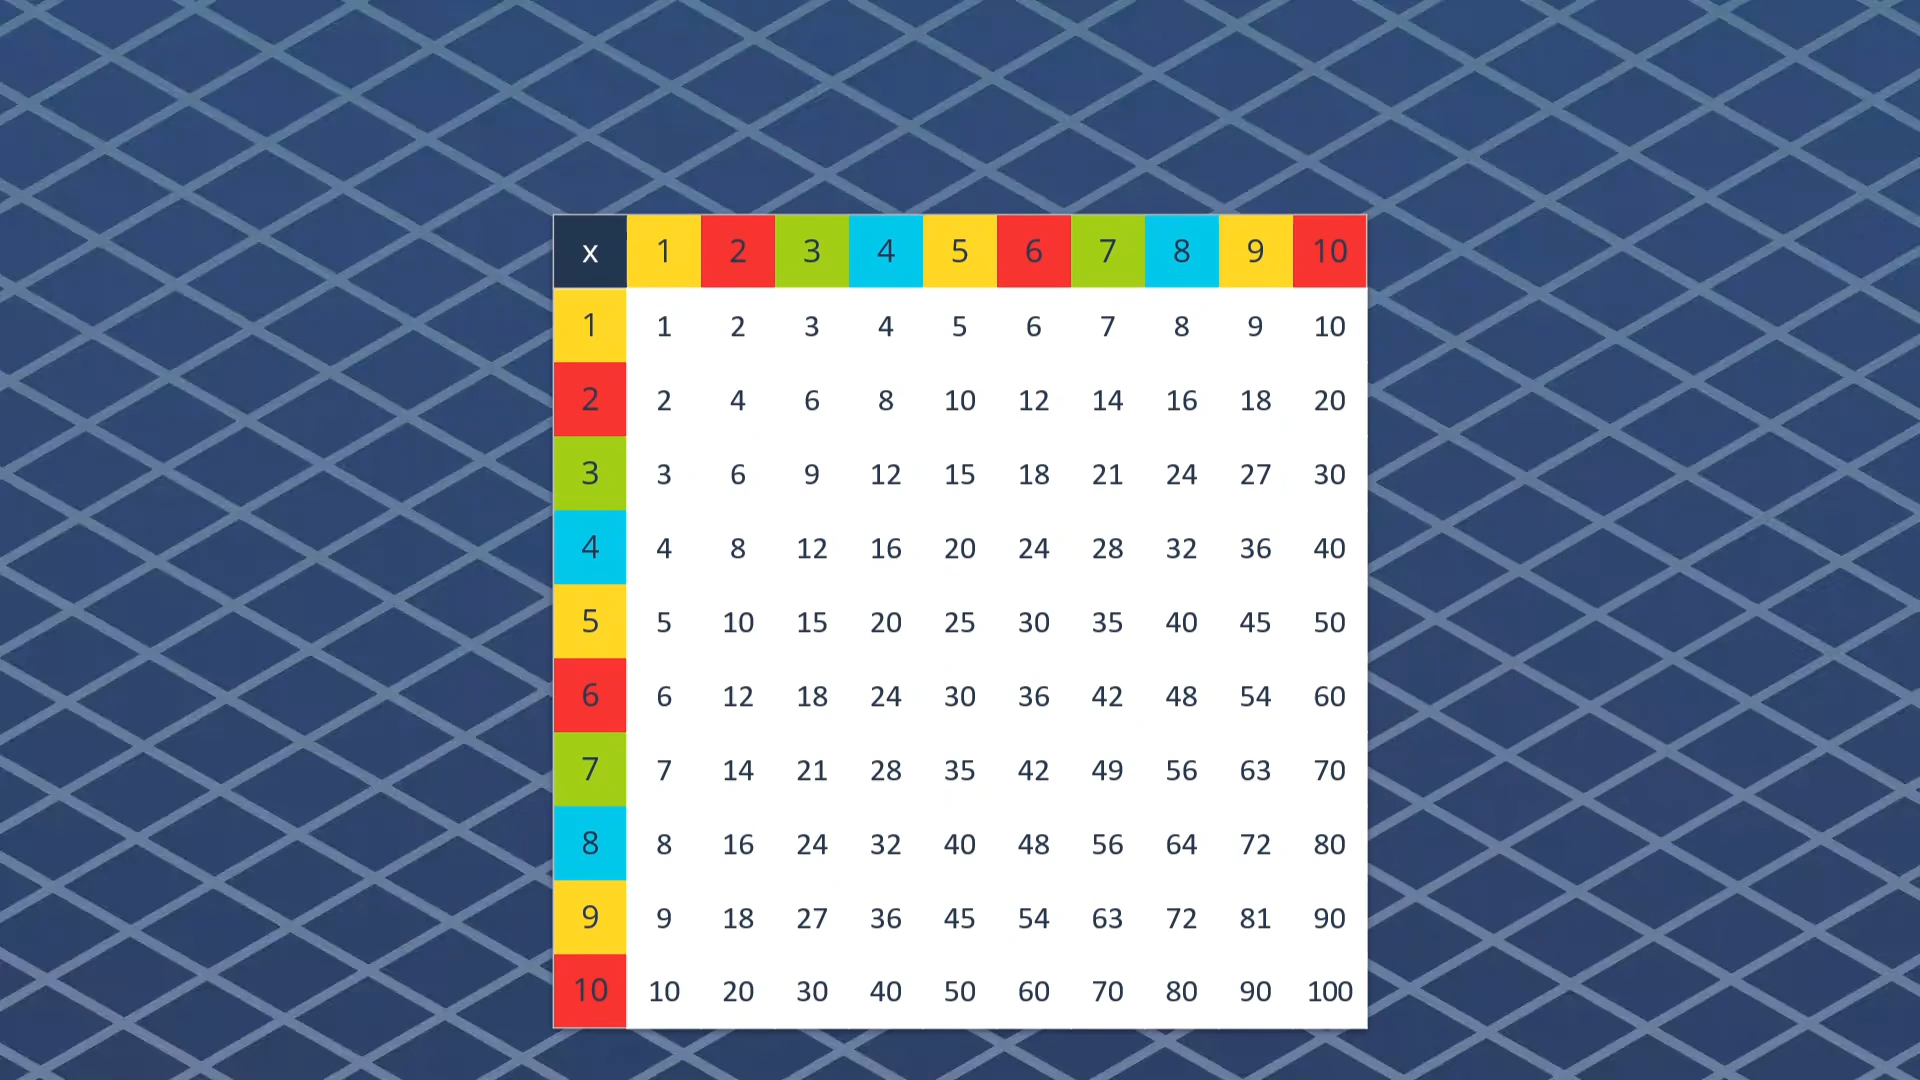 x 1 2 3 4 5 6 7 8 9 10
1 1 2 3 4 5 6 7 8 9 10
2 2 4 6 8 10 12 14 16 18 20
3 3 6 9 12 15 18 21 24 27 30
4 4 8 12 16 20 24 28 32 36 40
5 5 10 15 20 25 30 35 40 45 50
6 6 12 18 24 30 36 42 48 54 60
7 7 14 21 28 35 42 49 56 63 70
8 8 16 24 32 40 48 56 64 72 80
9 9 18 27 36 45 54 63 72 81 90
10 10 20 30 40 50 60 70 80 90 100